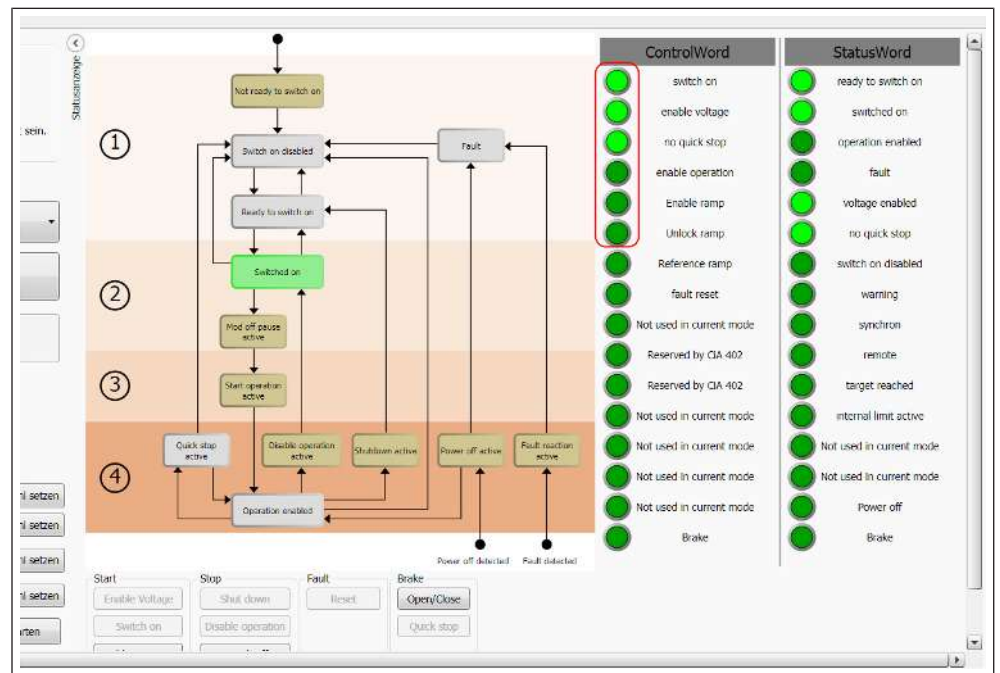 Statusanzeige
sein.
ControlWord
StatusWord
Not ready to switch on
1
Switch on disabled
Fault
Ready to switch on
2
Switched on
Mod off pause
active
3
Start operation
active
4
Quick stop
active
Disable operation
active
Shutdown active
Power off active
Fault reaction
active
Operation enabled
Power off detected
Fault detected
switch on
enable voltage
no quick stop
enable operation
Enable ramp
Unlock ramp
Reference ramp
fault reset
Not used in current mode
Reserved by CiA 402
Reserved by CiA 402
Not used in current mode
Not used in current mode
Not used in current mode
Not used in current mode
Brake
ready to switch on
switched on
operation enabled
fault
voltage enabled
no quick stop
switch on disabled
warning
synchron
remote
target reached
internal limit active
Not used in current mode
Not used in current mode
Power off
Brake
setzen
setzen
setzen
setzen
Start
Enable Voltage
Switch on
Stop
Shut down
Disable operation
Fault
Reset
Brake
Open/Close
Quick stop